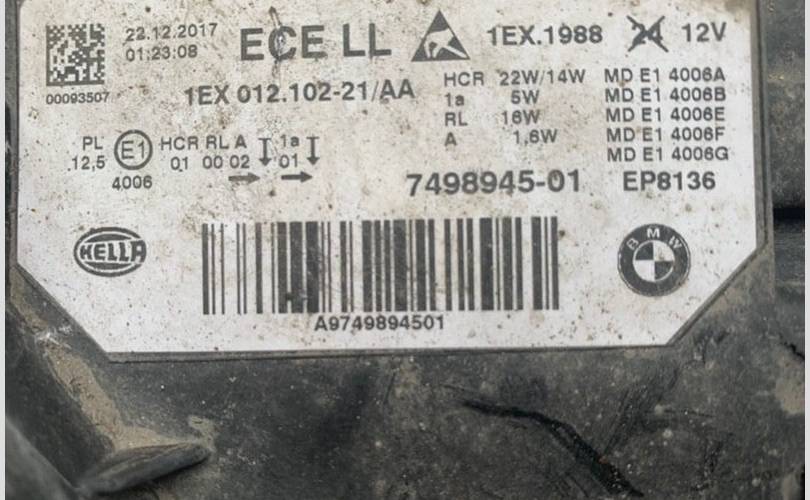 22.12.2017
01:23:08
00093507
ECE LL
1EX.1988 24 12V
1EX 012.102-21/AA
HCR 22W/14W
1a 5W
RL 16W
A 1,6W
MD E1 4006A
MD E1 4006B
MD E1 4006E
MD E1 4006F
MD E1 4006G
PL
12,5
E1
4006
HCR RL A 1a
01 00 02 01
7498945-01 EP8136
HELLA
BMW
A9749894501